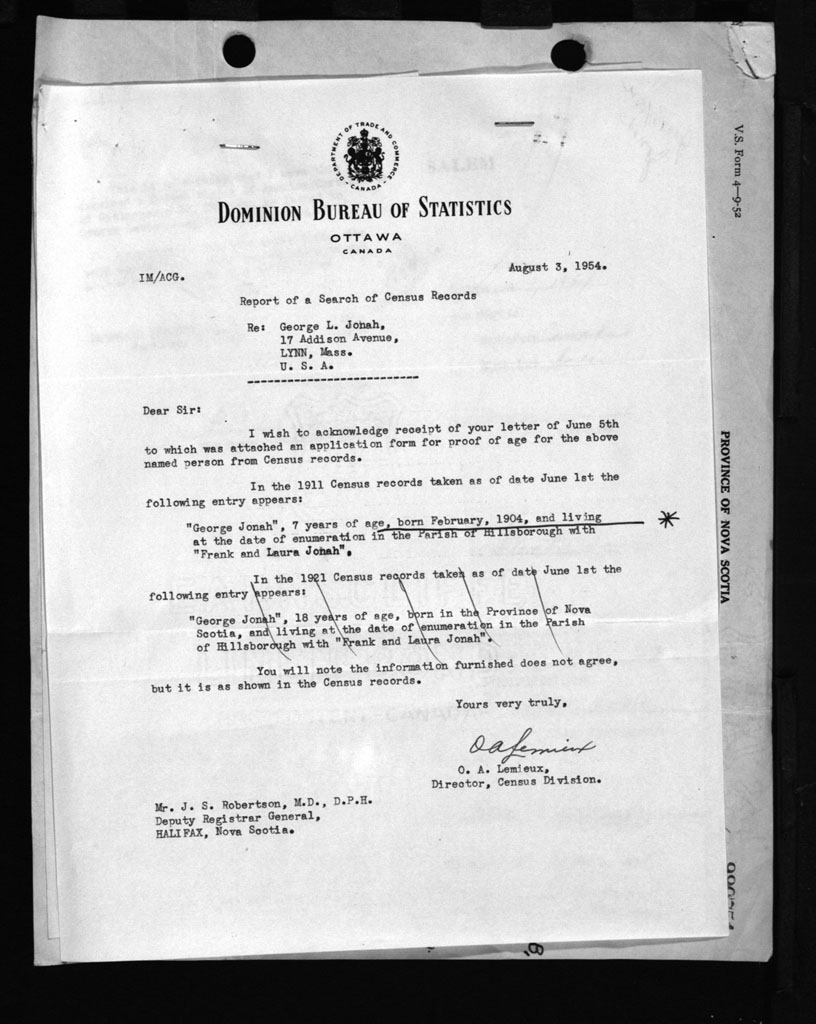 DEPARTMENT OF TRADE AND COMMERCE
- CANADA -
SALEM
DOMINION BUREAU OF STATISTICS
OTTAWA
CANADA
IM/ACG.
August 3, 1954.
Report of a Search of Census Records
Re: George L. Jonah,
17 Addison Avenue,
LYNN, Mass.
U. S. A.
Dear Sir:
I wish to acknowledge receipt of your letter of June 5th
to which was attached an application form for proof of age for the above
named person from Census records.
In the 1911 Census records taken as of date June 1st the
following entry appears:
"George Jonah", 7 years of age, born February, 1904, and living
at the date of enumeration in the Parish of Hillsborough with
"Frank and Laura Jonah".
In the 1921 Census records taken as of date June 1st the
following entry appears:
"George Jonah", 18 years of age, born in the Province of Nova
Scotia, and living at the date of enumeration in the Parish
of Hillsborough with "Frank and Laura Jonah".
You will note the information furnished does not agree,
but it is as shown in the Census records.
Yours very truly,
O A Lemieux
O. A. Lemieux,
Director, Census Division.
Mr. J. S. Robertson, M.D., D.P.H.
Deputy Registrar General,
HALIFAX, Nova Scotia.
V.S. Form 4—9-52
PROVINCE OF NOVA SCOTIA